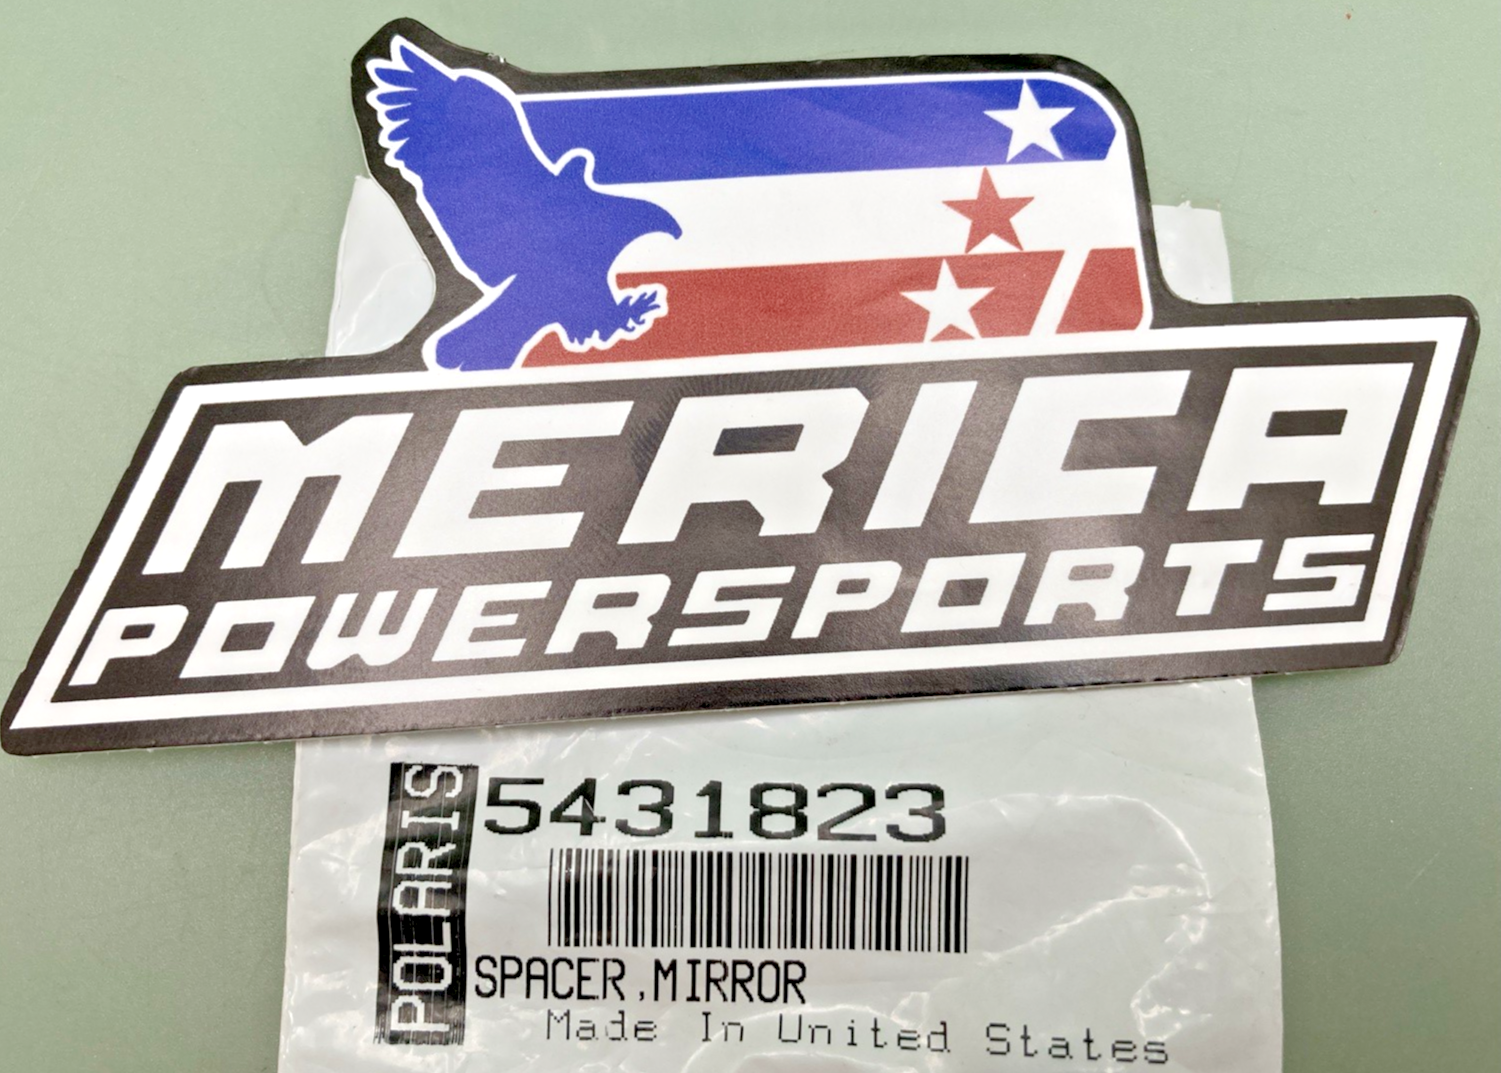 MERICA
POWERSPORTS
POLARIS
5431823
SPACER,MIRROR
Made In United States